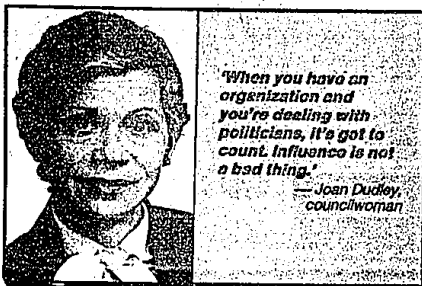 'When you have an
organization and
you're dealing with
politicians, it's got to
count. Influence is not
a bad thing.'
— Joan Dudley,
councilwoman